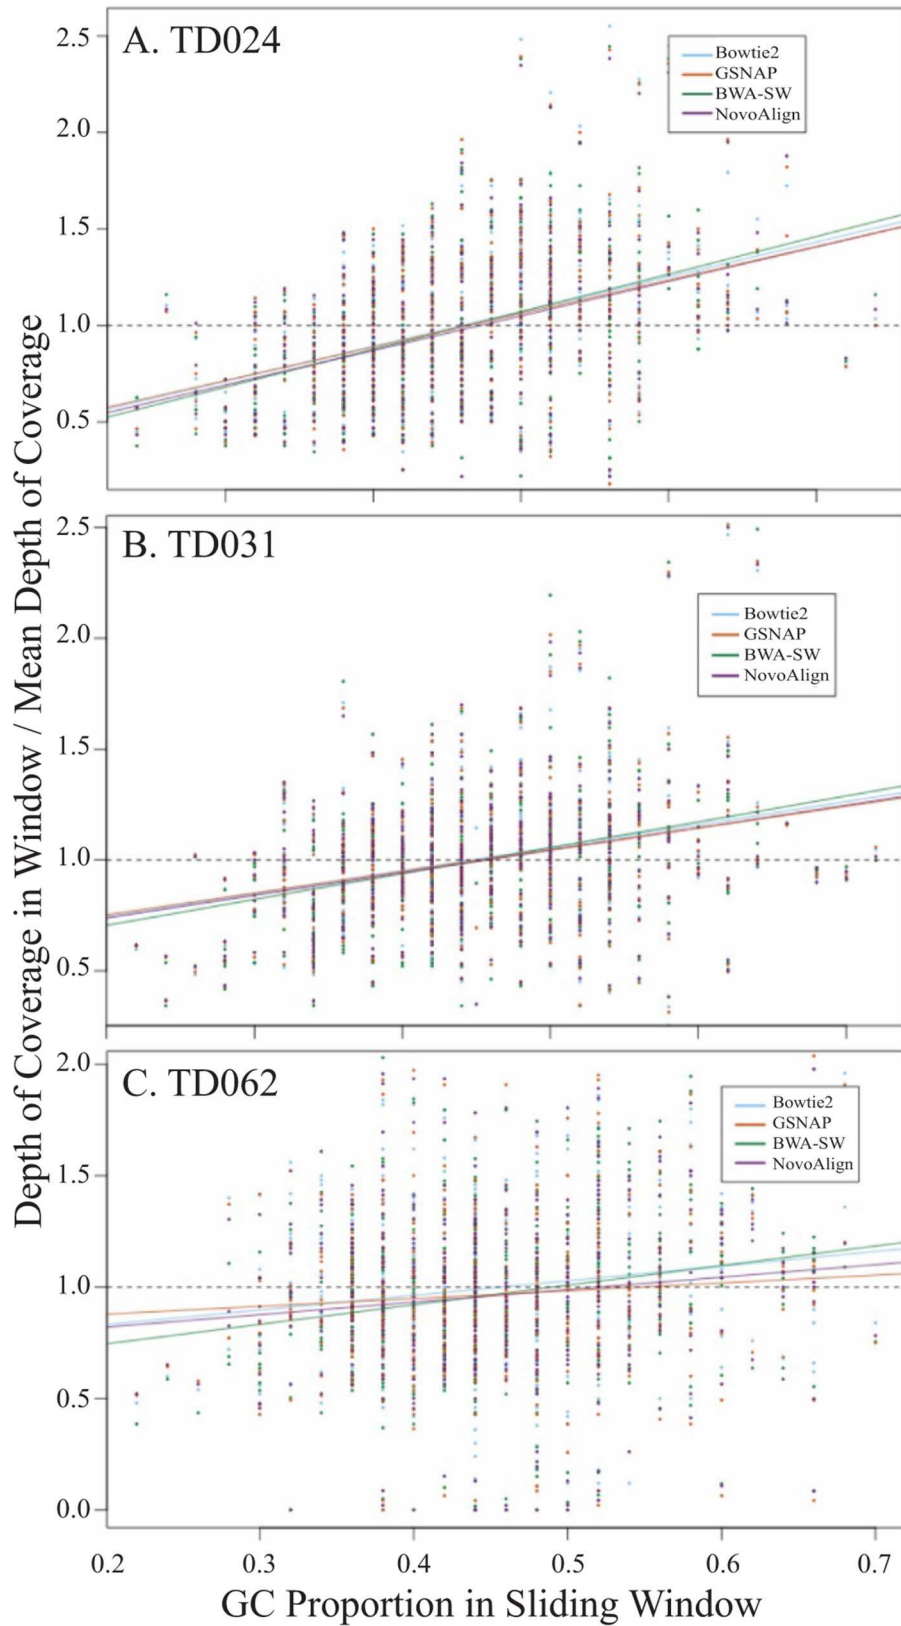 Depth of Coverage in Window / Mean Depth of Coverage
A. TD024
2.5
2.0
1.5
1.0
0.5
Bowtie2
GSNAP
BWA-SW
NovoAlign
B. TD031
2.5
2.0
1.5
1.0
0.5
Bowtie2
GSNAP
BWA-SW
NovoAlign
C. TD062
2.0
1.5
1.0
0.5
0.0
Bowtie2
GSNAP
BWA-SW
NovoAlign
0.2 0.3 0.4 0.5 0.6 0.7
GC Proportion in Sliding Window